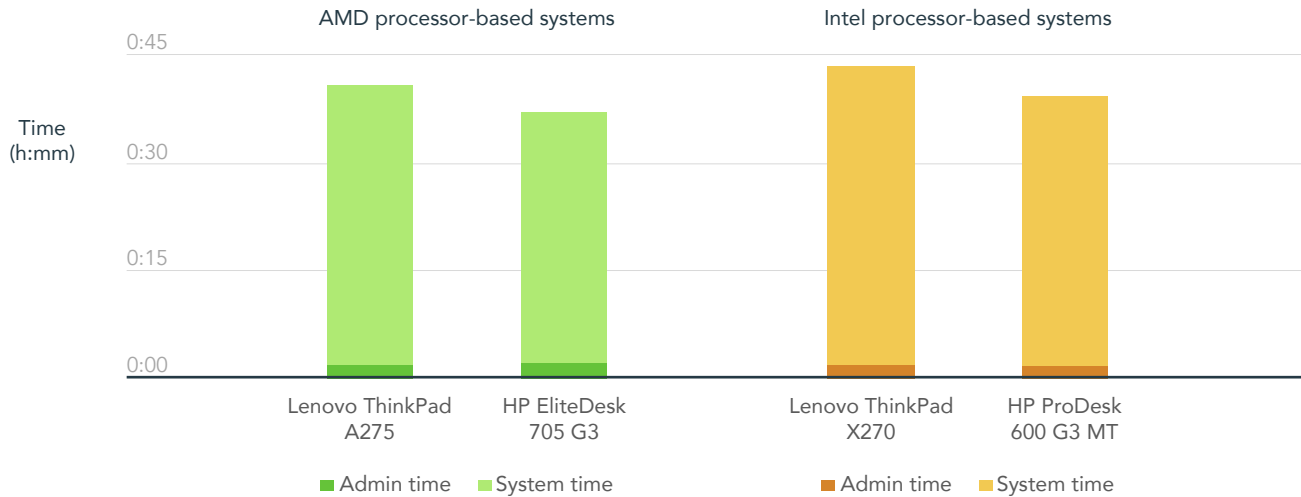 AMD processor-based systems
Intel processor-based systems
0:45
Time
(h:mm)
0:30
0:15
0:00
Lenovo ThinkPad
A275
HP EliteDesk
705 G3
Lenovo ThinkPad
X270
HP ProDesk
600 G3 MT
Admin time
System time
Admin time
System time